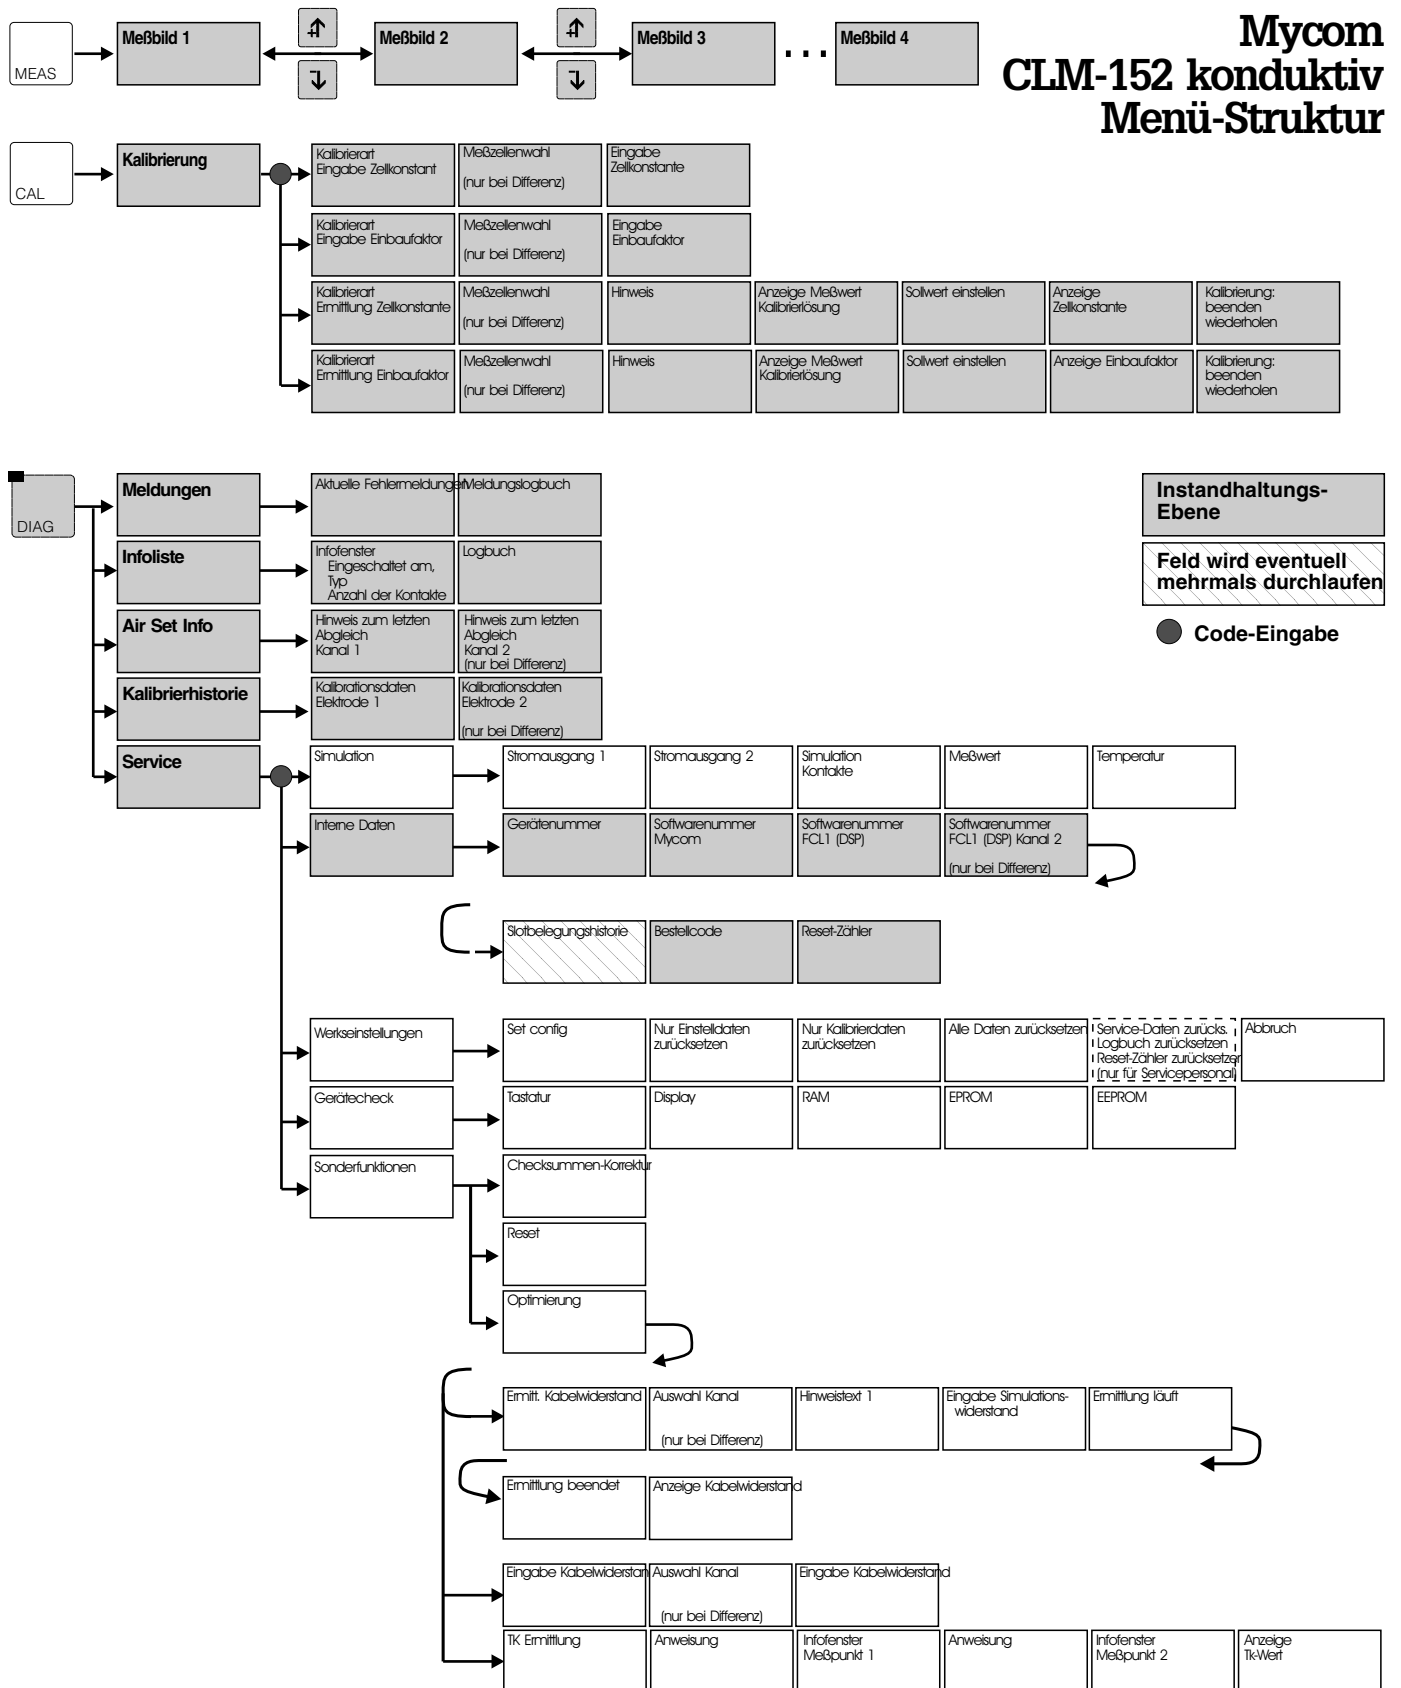 Mycom
CLM-152 konduktiv
Menü-Struktur
MEAS
Meßbild 1
Meßbild 2
Meßbild 3
...
Meßbild 4
CAL
Kalibrierung
Kalibrierart
Eingabe Zellkonstant
Meßzellenwahl
(nur bei Differenz)
Eingabe
Zellkonstante
Kalibrierart
Eingabe Einbaufaktor
Meßzellenwahl
(nur bei Differenz)
Eingabe
Einbaufaktor
Kalibrierart
Ermittlung Zellkonstante
Meßzellenwahl
(nur bei Differenz)
Hinweis
Anzeige Meßwert
Kalibrierlösung
Sollwert einstellen
Anzeige
Zellkonstante
Kalibrierung:
beenden
wiederholen
Kalibrierart
Ermittlung Einbaufaktor
Meßzellenwahl
(nur bei Differenz)
Hinweis
Anzeige Meßwert
Kalibrierlösung
Sollwert einstellen
Anzeige Einbaufaktor
Kalibrierung:
beenden
wiederholen
DIAG
Meldungen
Aktuelle Fehlermeldungen
Meldungslogbuch
Instandhaltungs-
Ebene
Infoliste
Infofenster
Eingeschaltet am,
Typ
Anzahl der Kontakte
Logbuch
Feld wird eventuell
mehrmals durchlaufen
Air Set Info
Hinweis zum letzten
Abgleich
Kanal 1
Hinweis zum letzten
Abgleich
Kanal 2
(nur bei Differenz)
Code-Eingabe
Kalibrierhistorie
Kalibrationsdaten
Elektrode 1
Kalibrationsdaten
Elektrode 2
(nur bei Differenz)
Service
Simulation
Stromausgang 1
Stromausgang 2
Simulation
Kontakte
Meßwert
Temperatur
Interne Daten
Gerätenummer
Softwarenummer
Mycom
Softwarenummer
FCL1 (DSP)
Softwarenummer
FCL1 (DSP) Kanal 2
(nur bei Differenz)
Slotbelegungshistorie
Bestellcode
Reset-Zähler
Werkseinstellungen
Set config
Nur Einstelldaten
zurücksetzen
Nur Kalibrierdaten
zurücksetzen
Alle Daten zurücksetzen
Service-Daten zurücks.
Logbuch zurücksetzen
Reset-Zähler zurücksetzen
(nur für Servicepersonal)
Abbruch
Gerätecheck
Tastatur
Display
RAM
EPROM
EEPROM
Sonderfunktionen
Checksummen-Korrektur
Reset
Optimierung
Ermitt. Kabelwiderstand
Auswahl Kanal
(nur bei Differenz)
Hinweistext 1
Eingabe Simulations-
widerstand
Ermittlung läuft
Ermittlung beendet
Anzeige Kabelwiderstand
Eingabe Kabelwiderstan
Auswahl Kanal
(nur bei Differenz)
Eingabe Kabelwiderstand
TK Ermittlung
Anweisung
Infofenster
Meßpunkt 1
Anweisung
Infofenster
Meßpunkt 2
Anzeige
Tk-Wert